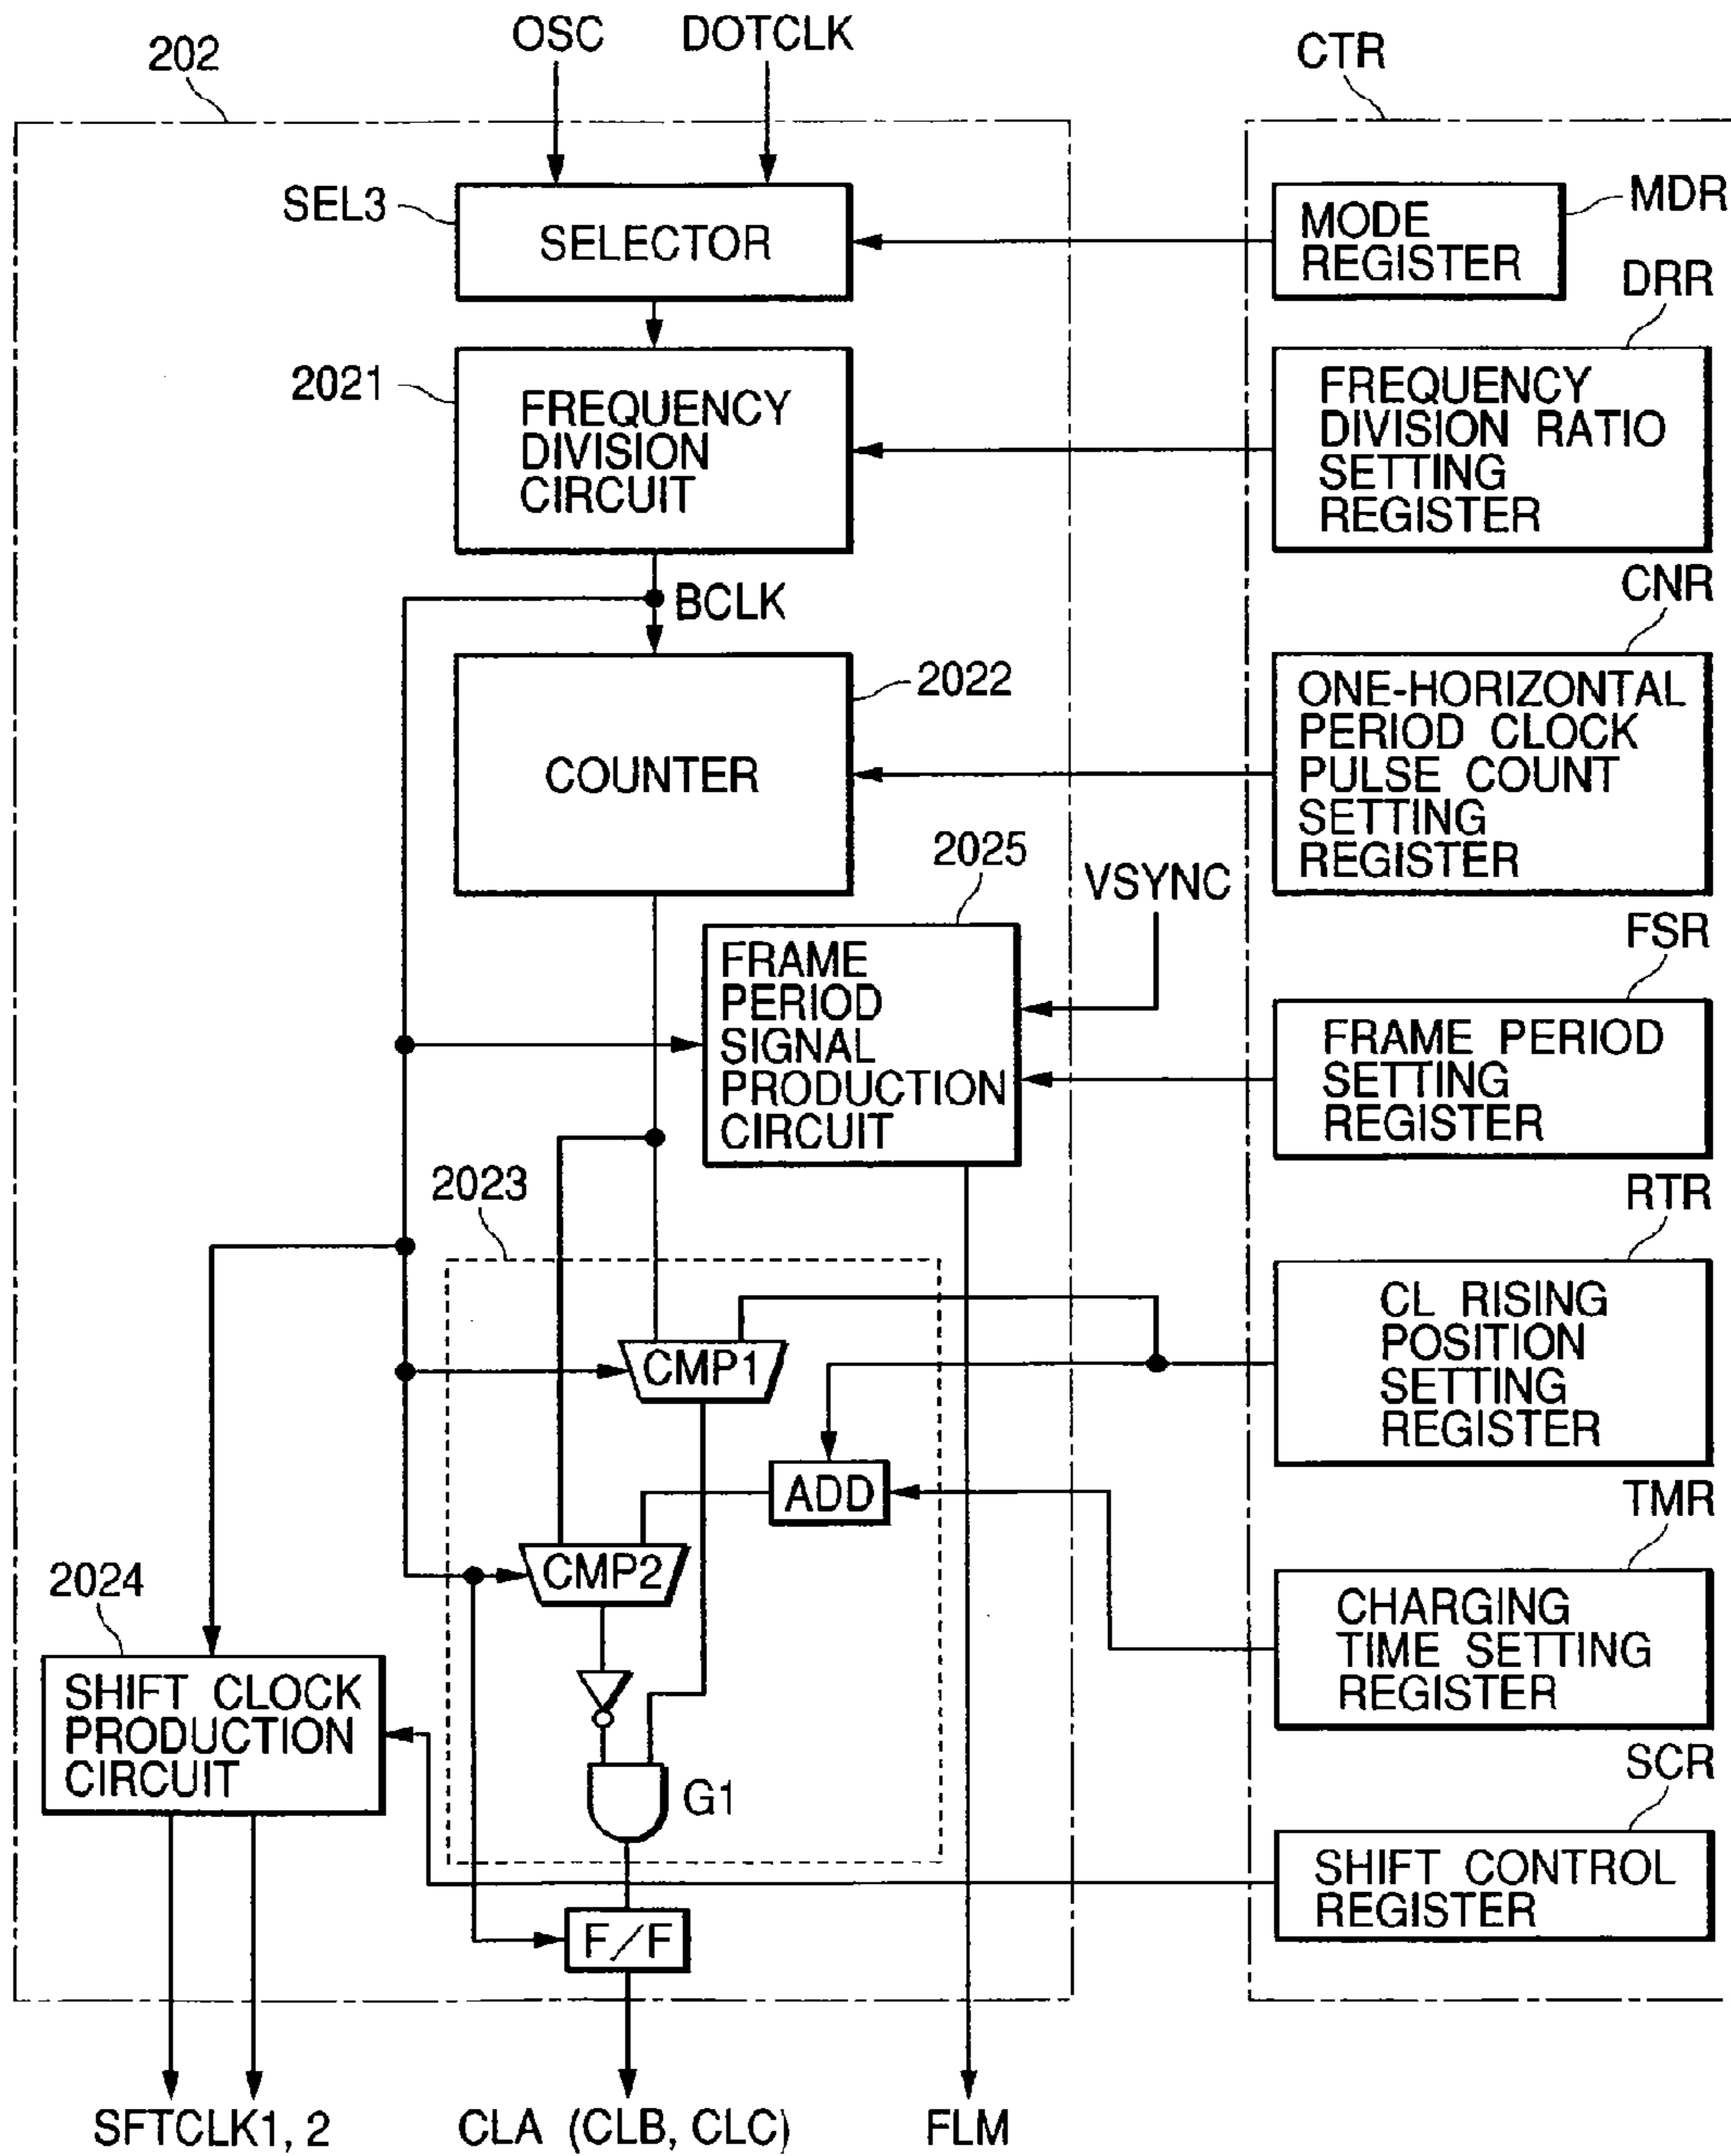 OSC
DOTCLK
202
CTR
SEL3
SELECTOR
MODE
REGISTER
MDR
DRR
2021
FREQUENCY
DIVISION
CIRCUIT
FREQUENCY
DIVISION RATIO
SETTING
REGISTER
BCLK
CNR
2022
COUNTER
ONE-HORIZONTAL
PERIOD CLOCK
PULSE COUNT
SETTING
REGISTER
2025
VSYNC
FSR
FRAME
PERIOD
SIGNAL
PRODUCTION
CIRCUIT
FRAME PERIOD
SETTING
REGISTER
2023
RTR
CMP1
CL RISING
POSITION
SETTING
REGISTER
ADD
TMR
CMP2
2024
CHARGING
TIME SETTING
REGISTER
SHIFT CLOCK
PRODUCTION
CIRCUIT
G1
SCR
SHIFT CONTROL
REGISTER
F/F
SFTCLK1, 2
CLA (CLB, CLC)
FLM